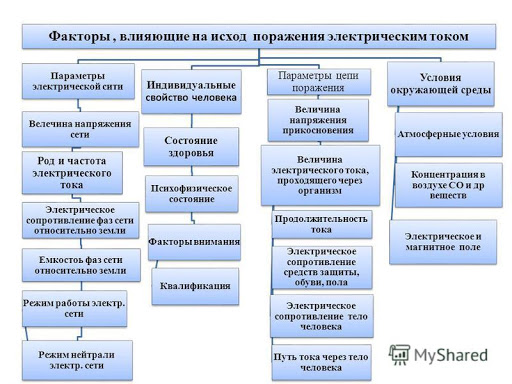 Факторы , влияющие на исход поражения электрическим током
Параметры
электрической сити
Велечина напряжения
сети
Род и частота
электрического
тока
Электрическое
сопротивление фаз сети
относительно земли
Емкостоь фаз сети
относительно земли
Режим работы электр.
сети
Режим нейтрали
электр. сети
Индивидуальные
свойство человека
Состояние
здоровья
Психофизическое
состояние
Факторы внимания
Квалификация
Параметры цепи
поражения
Величина
напряжения
прикосновения
Величина
электрического тока,
проходящего через
организм
Продолжительность
тока
Электрическое
сопротивление
средств защиты,
обуви, пола
Электрическое
сопротивление тело
человека
Путь тока через тело
человека
Условия
окружающей среды
Атмосферные условия
Концентрация в
воздухе СО и др
веществ
Электрическое и
магнитное поле
MyShared